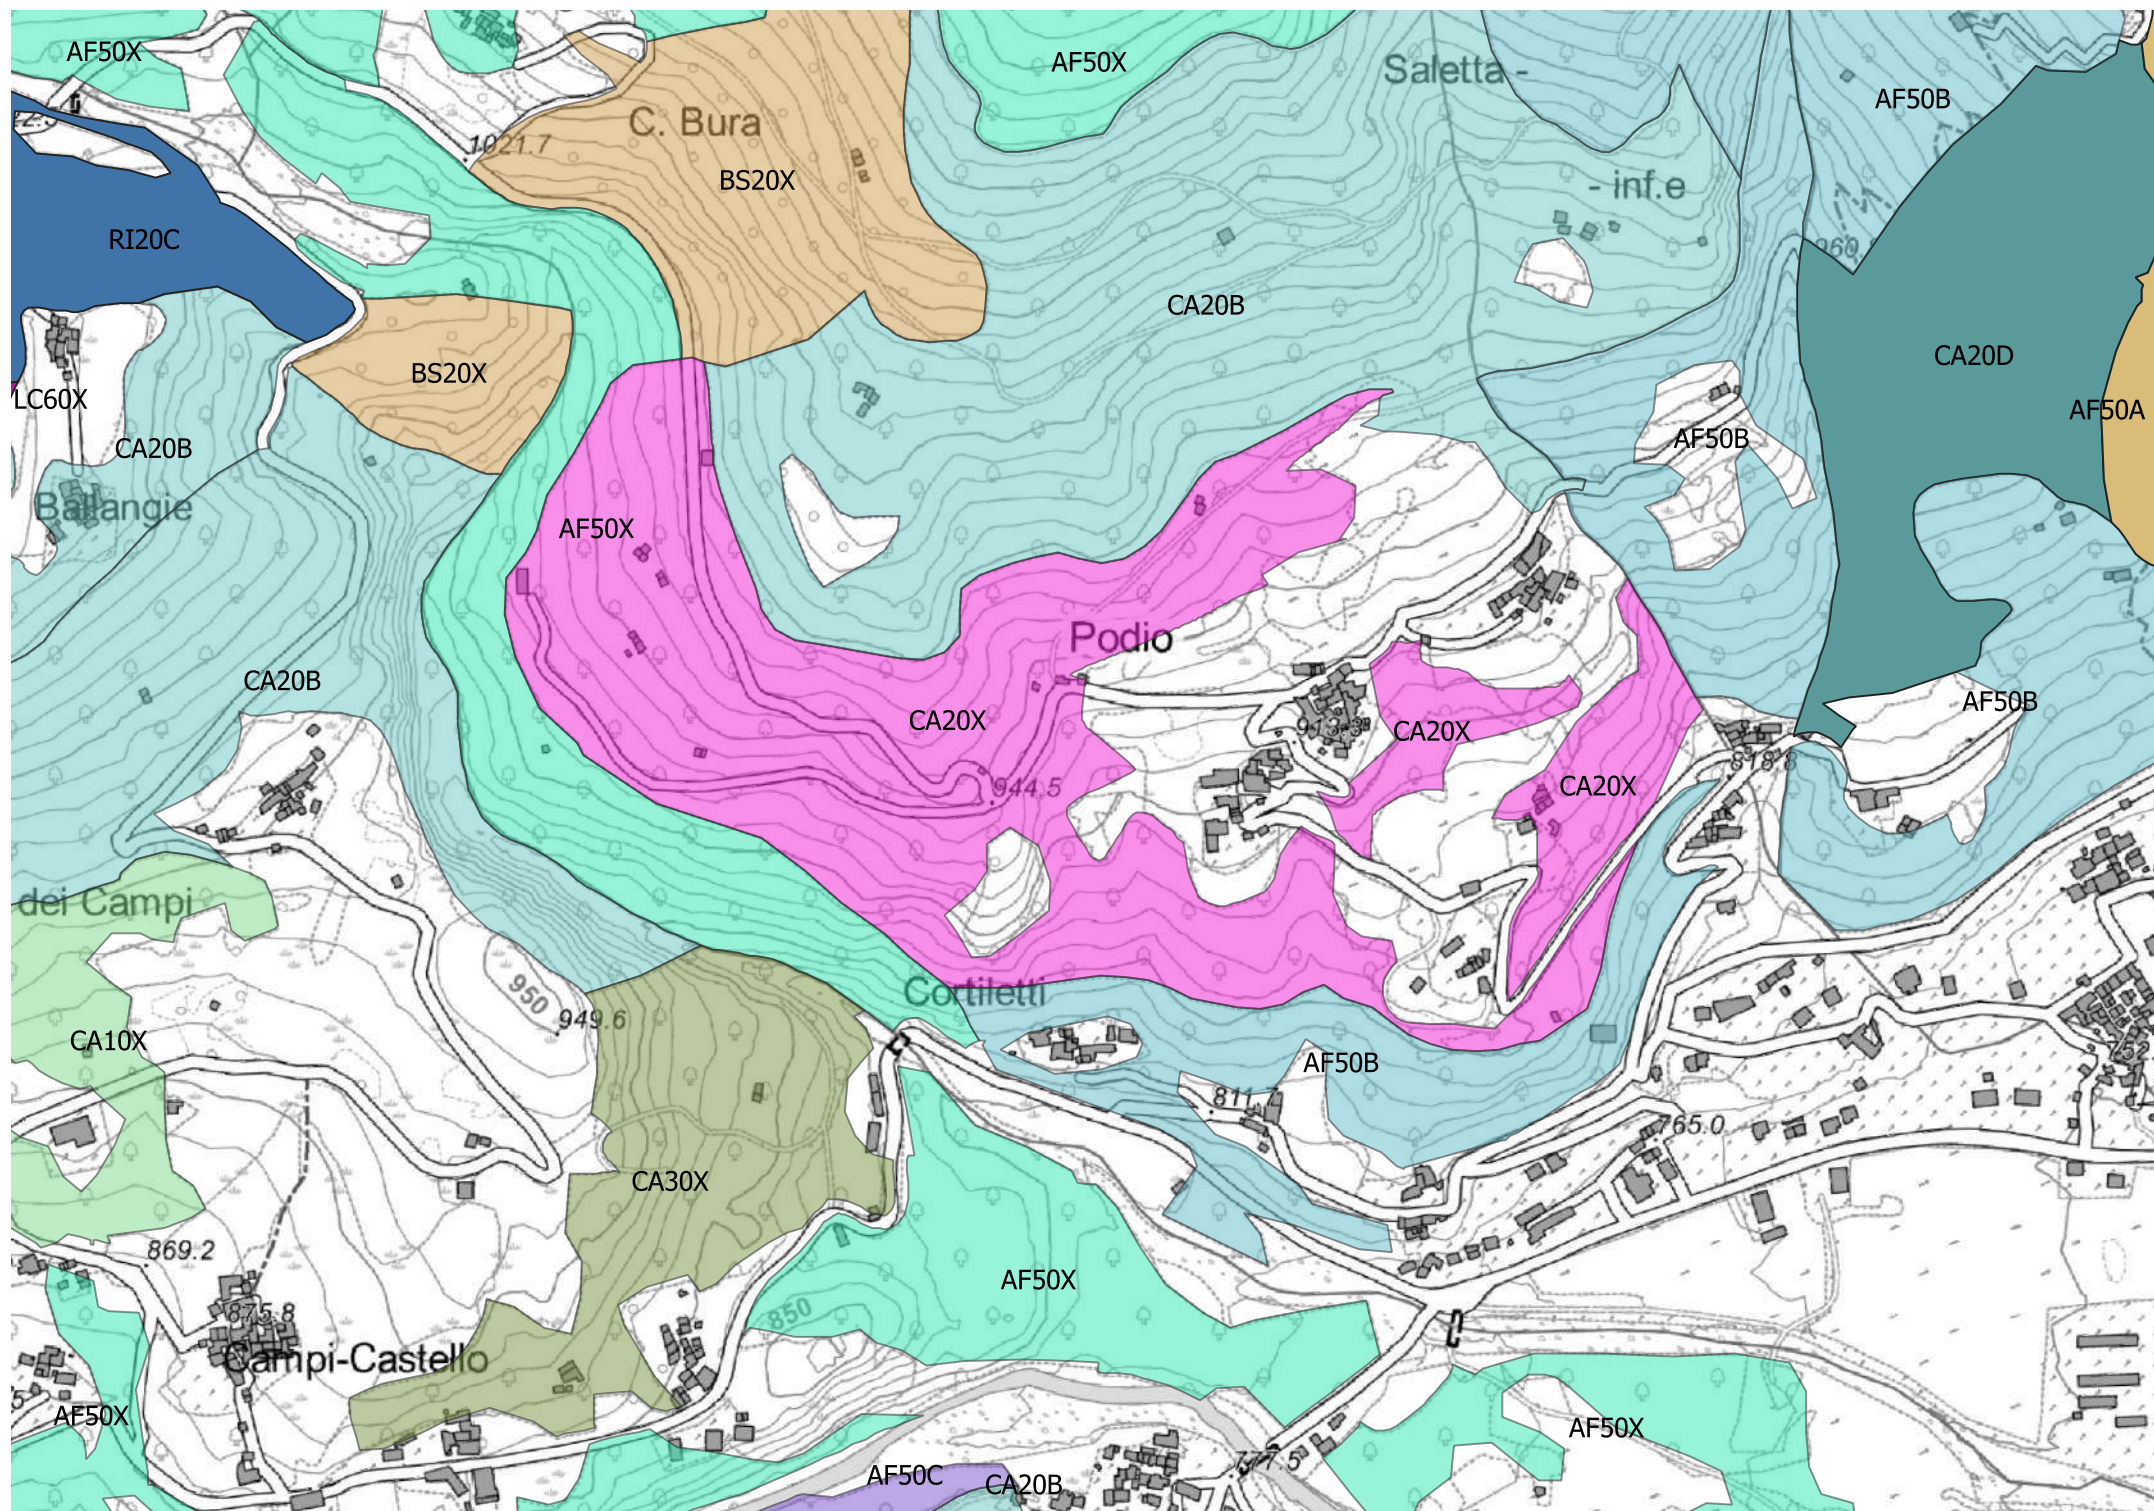 AF50X
AF50X
Saletta -
AF50B
C. Bura
1021.7
BS20X
- inf.e
RI20C
960.
CA20B
CA20D
BS20X
LC60X
AF50A
CA20B
AF50B
Ballangie
AF50X
Podio
CA20B
AF50B
CA20X
CA20X
913.3
818.8
CA20X
944.5
dei Campi
950
949.6
Cortiletti
CA10X
752
AF50B
811.7
765.0
CA30X
869.2
AF50X
850
875.8
Campi-Castello
AF50X
AF50X
777.5
AF50C
CA20B